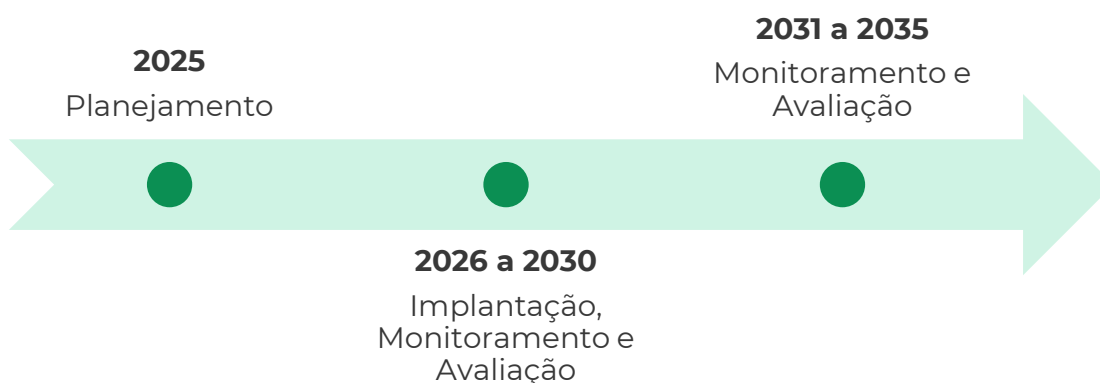 2025
Planejamento
2026 a 2030
Implantação,
Monitoramento e
Avaliação
2031 a 2035
Monitoramento e
Avaliação